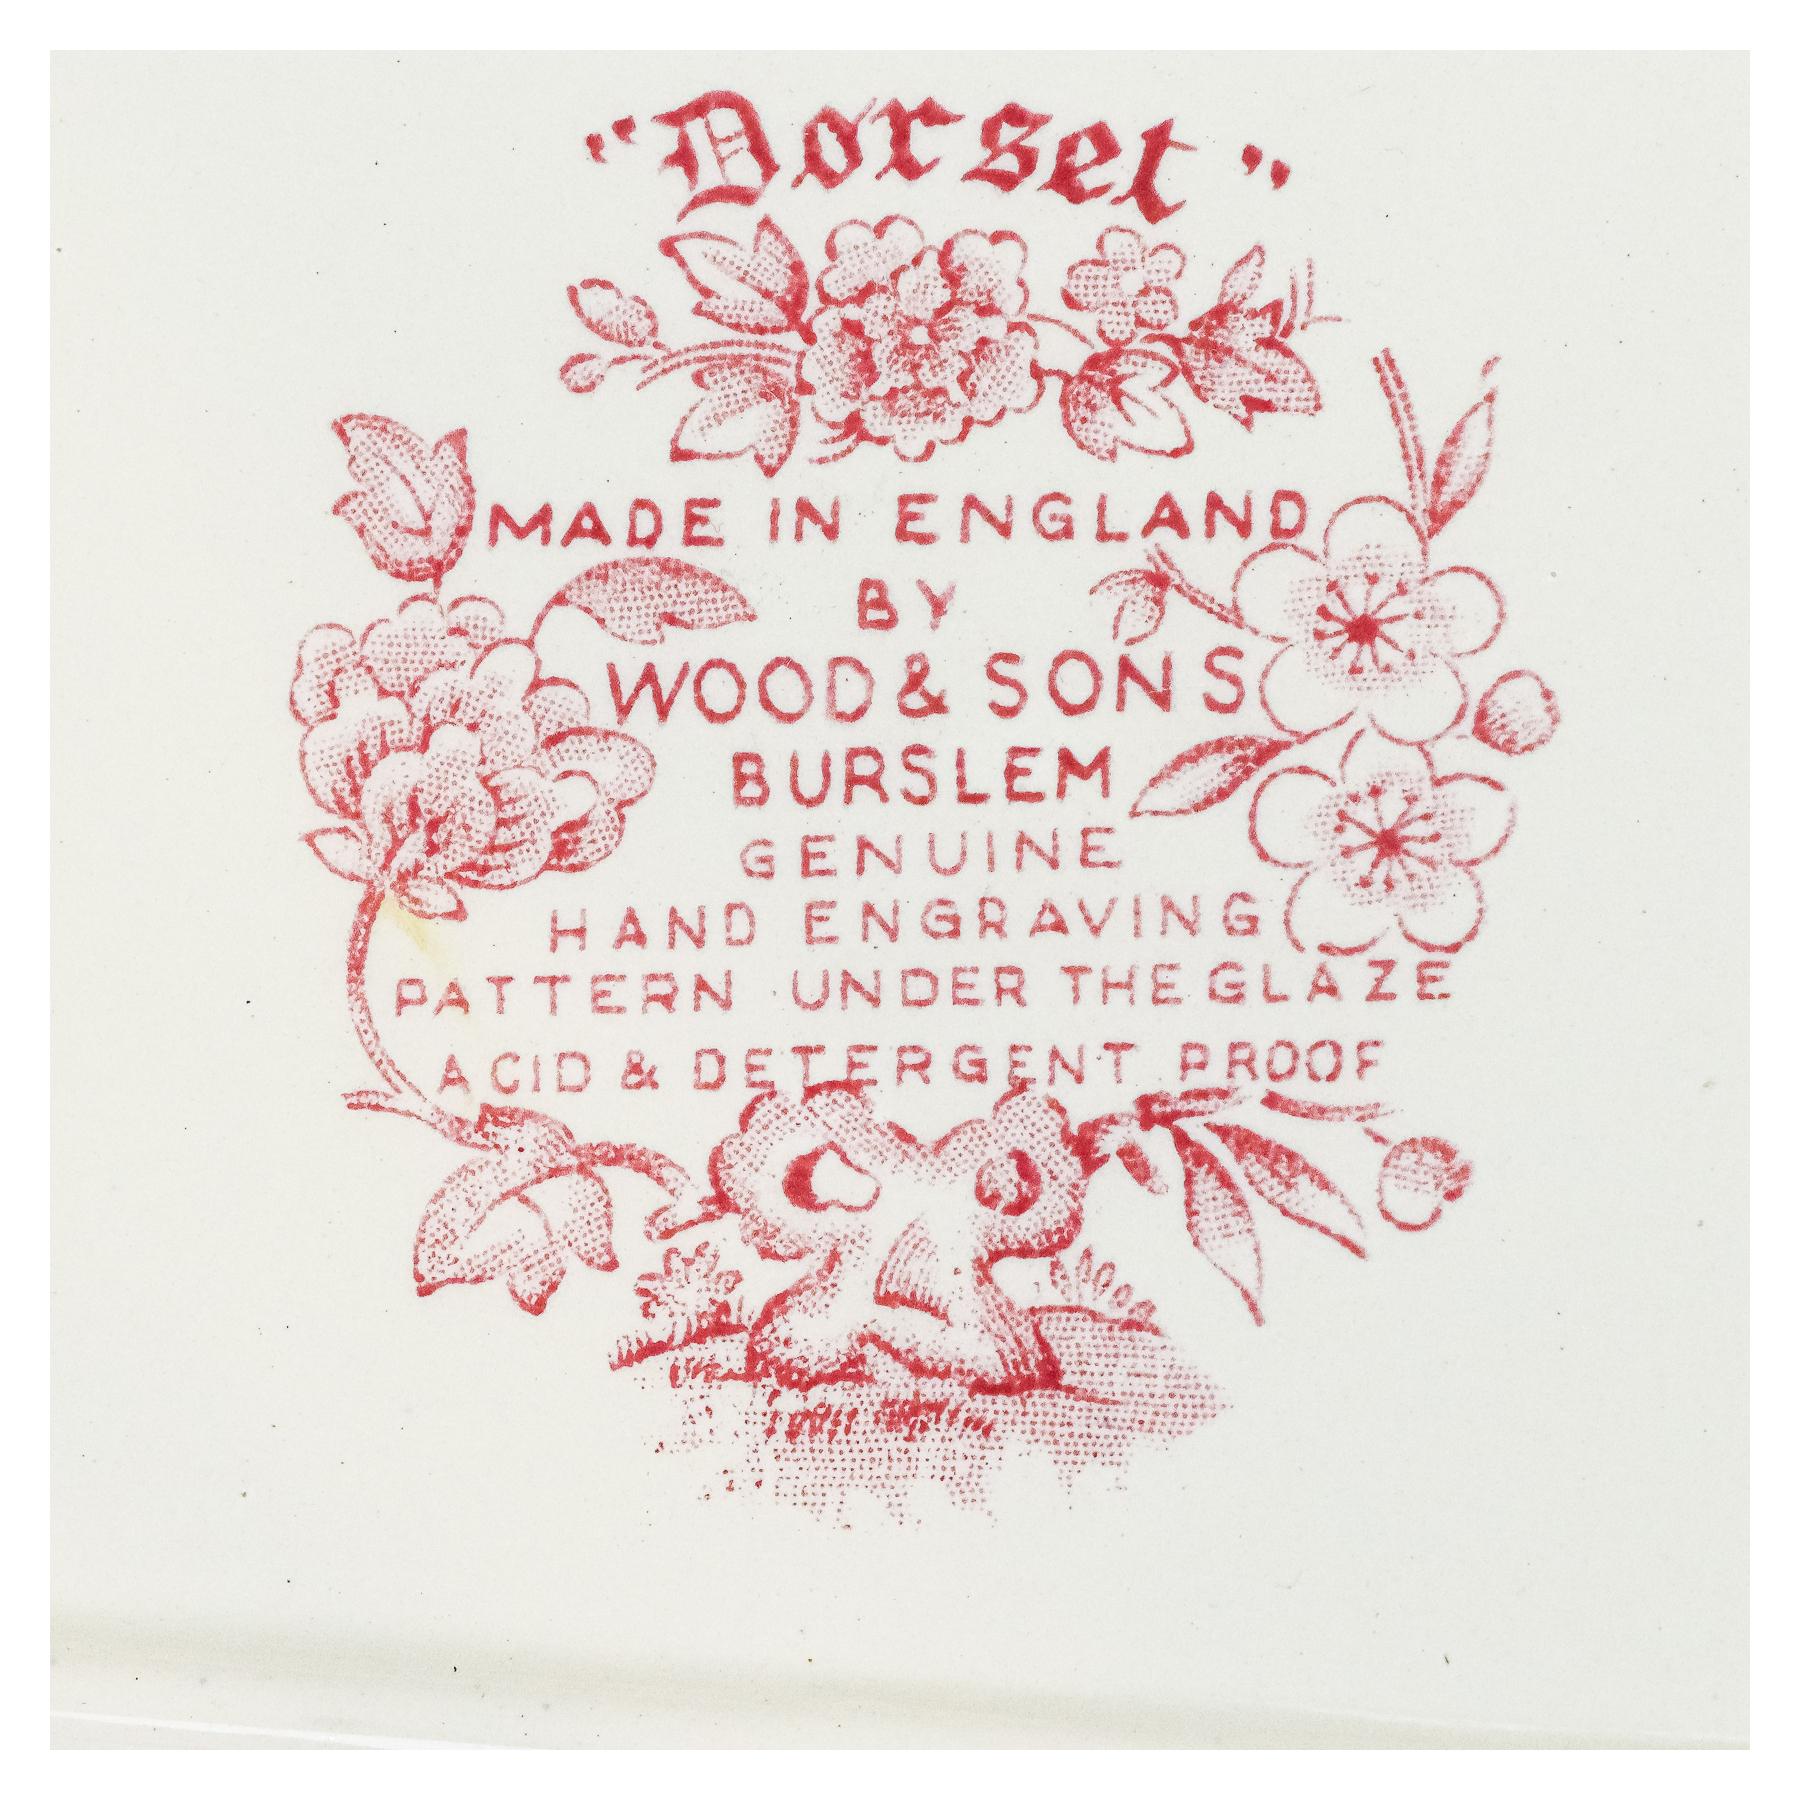 "Dorset"
MADE IN ENGLAND
BY
WOOD & SONS
BURSLEM
GENUINE
HAND ENGRAVING
PATTERN UNDER THE GLAZE
ACID & DETERGENT PROOF